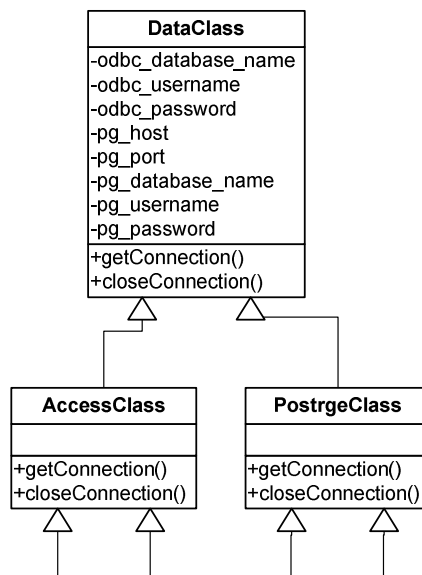 DataClass
-odbc_database_name
-odbc_username
-odbc_password
-pg_host
-pg_port
-pg_database_name
-pg_username
-pg_password
+getConnection()
+closeConnection()
AccessClass
+getConnection()
+closeConnection()
PostrgeClass
+getConnection()
+closeConnection()